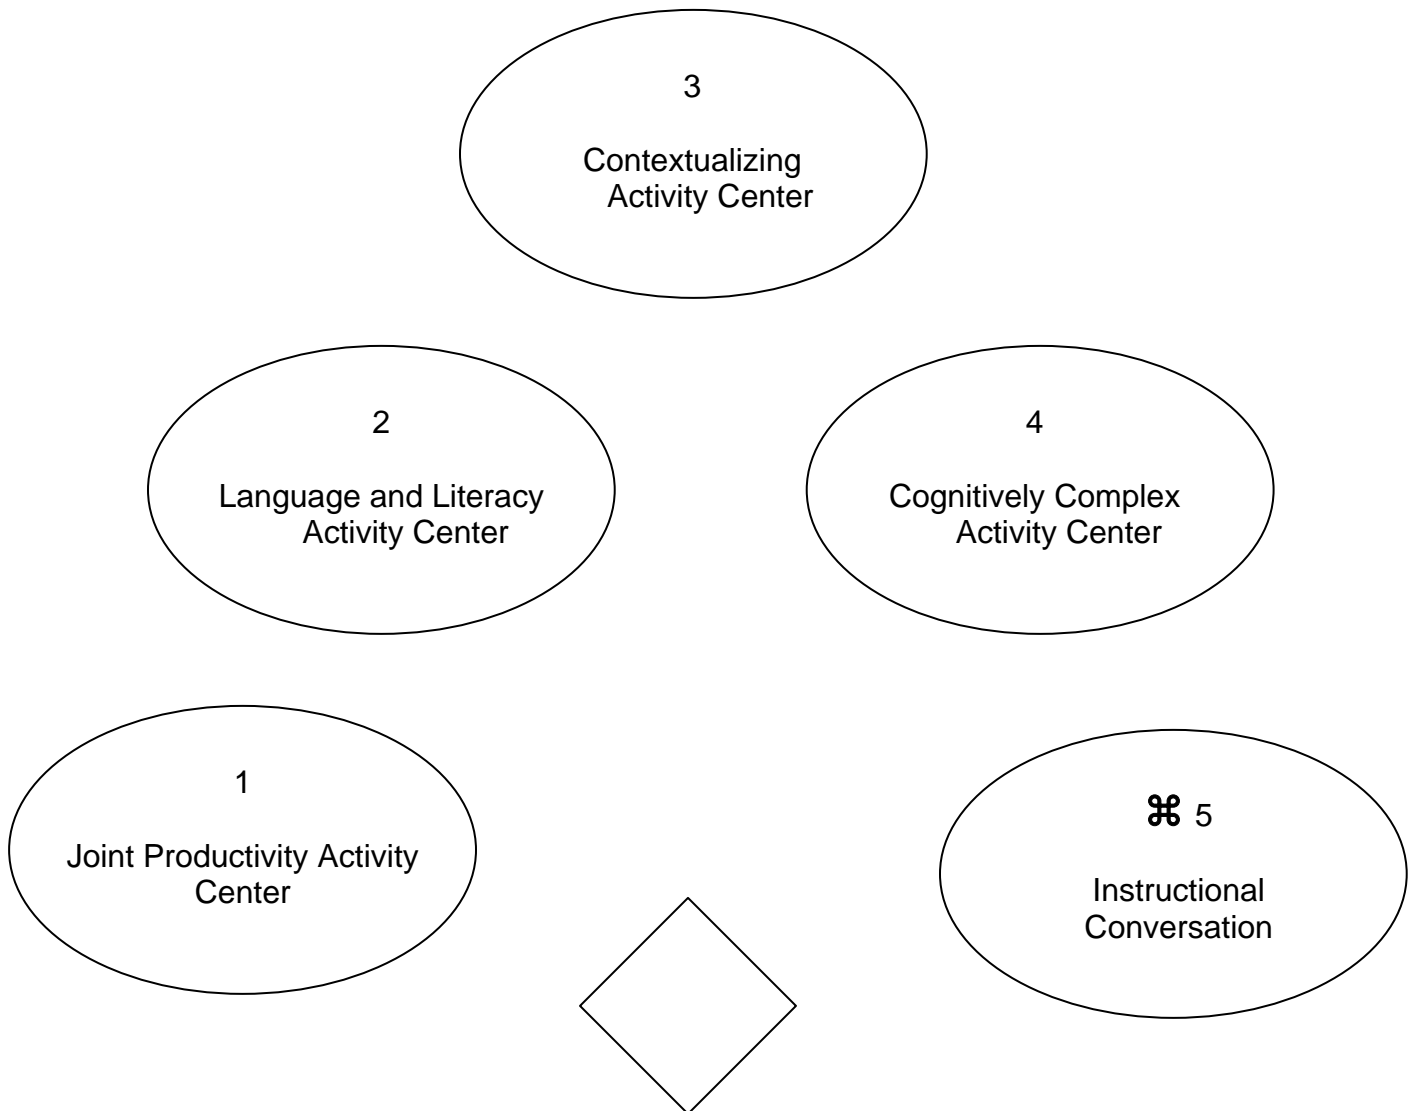 3
Contextualizing
Activity Center
2
Language and Literacy
Activity Center
4
Cognitively Complex
Activity Center
1
Joint Productivity Activity
Center
⌘ 5
Instructional
Conversation